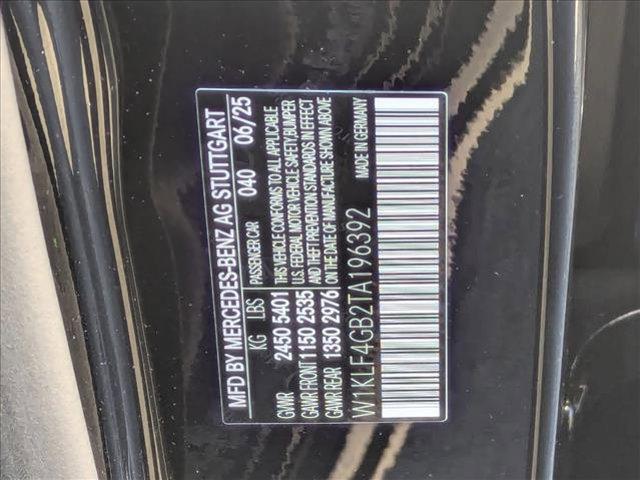 MFD BY MERCEDES-BENZ AG STUTTGART
KG LBS PASSENGER CAR 040 06/25
GVWR 2450 5401 THIS VEHICLE CONFORMS TO ALL APPLICABLE
U.S. FEDERAL MOTOR VEHICLE SAFETY, BUMPER
GAWR FRONT 1150 2535 AND THEFT PREVENTION STANDARDS IN EFFECT
GAWR REAR 1350 2976 ON THE DATE OF MANUFACTURE SHOWN ABOVE
W1KLF4GB2TA196392 MADE IN GERMANY